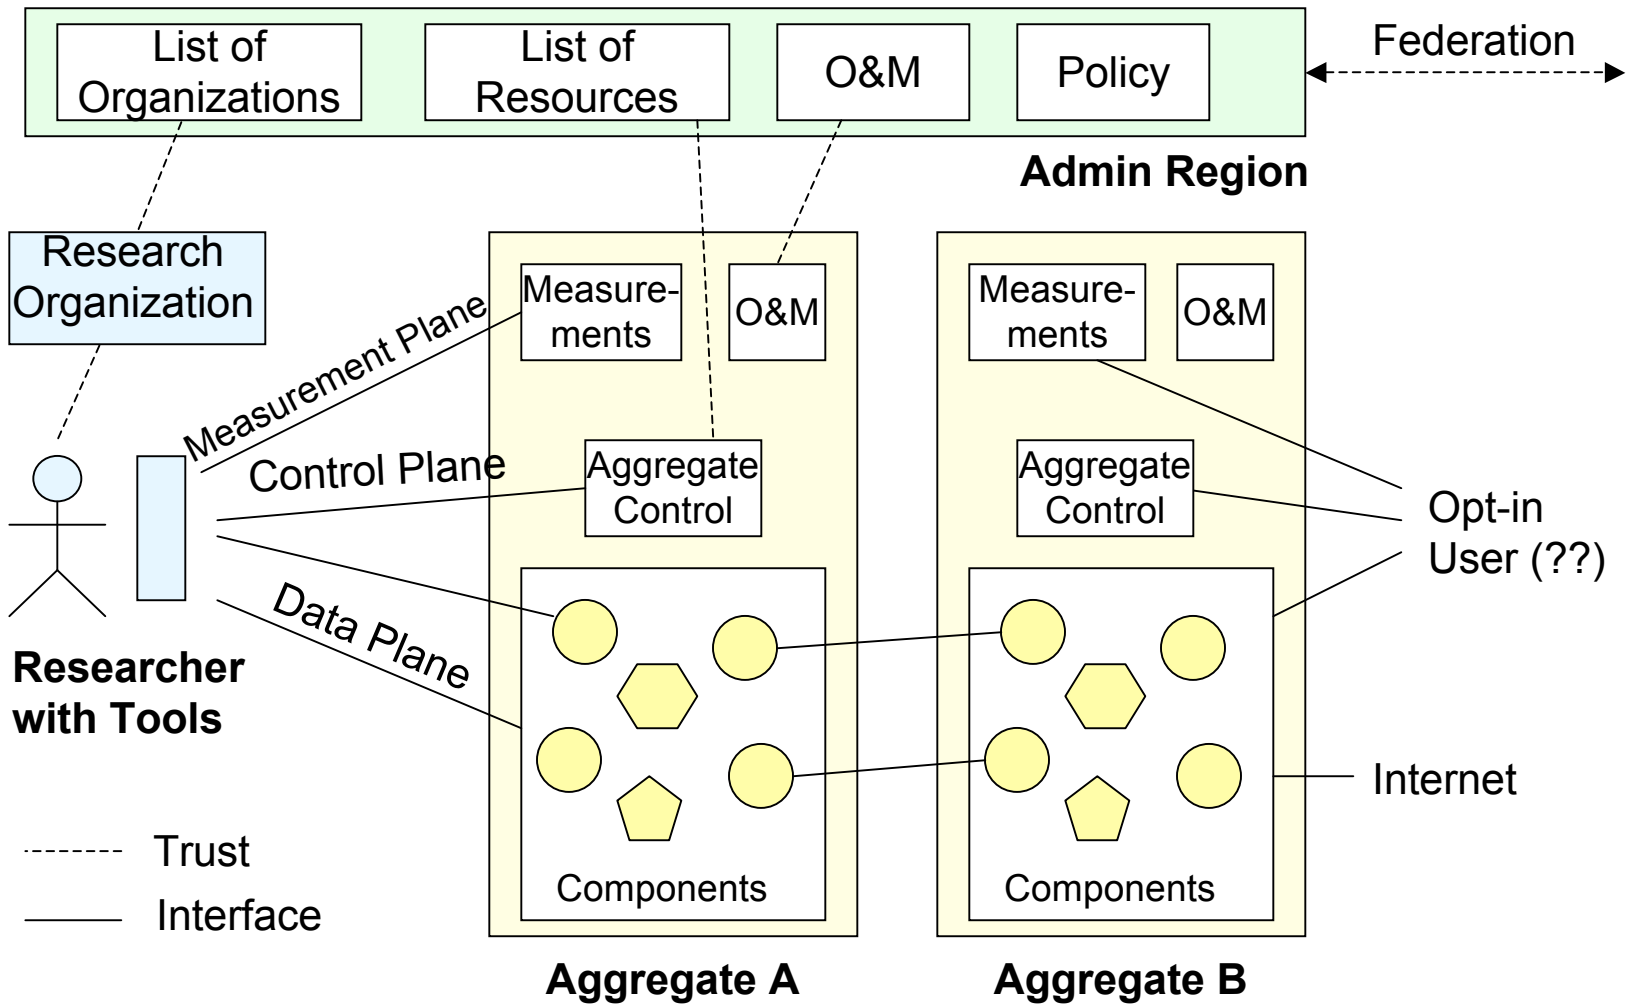 List of
Organizations
List of
Resources
O&M
Policy
Federation
Admin Region
Research
Organization
Measure-
ments
O&M
Measure-
ments
O&M
Measurement Plane
Control Plane
Aggregate
Control
Aggregate
Control
Opt-in
User (??)
Data Plane
Researcher
with Tools
Internet
Trust
Interface
Components
Components
Aggregate A
Aggregate B